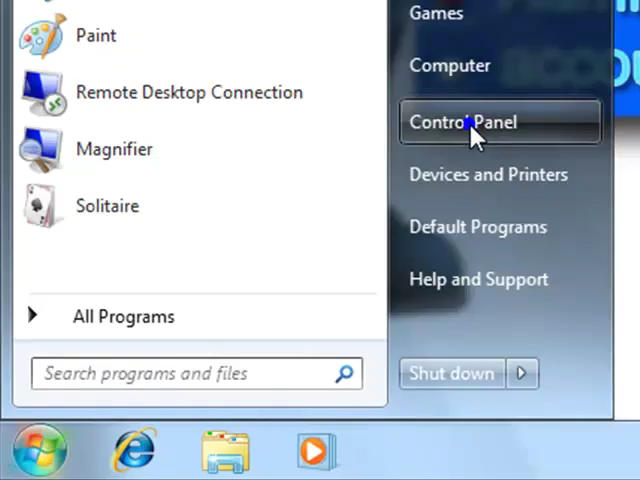 Paint
Remote Desktop Connection
Magnifier
Solitaire
All Programs
Search programs and files
Games
Computer
Control Panel
Devices and Printers
Default Programs
Help and Support
Shut down